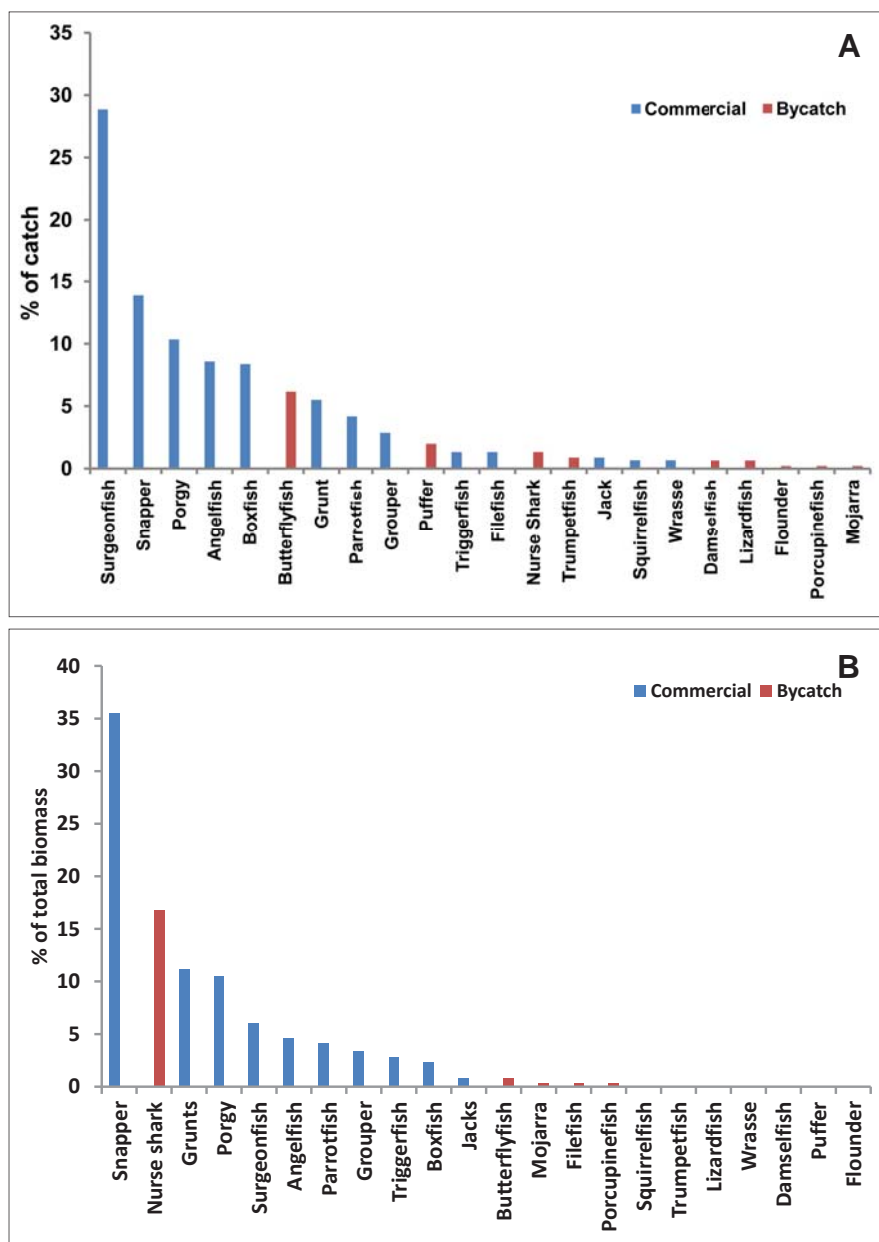 A
35
30
25
20
15
10
5
0
% of catch
Commercial Bycatch
Surgeonfish
Snapper
Porgy
Angelfish
Boxfish
Butterflyfish
Grunt
Parrotfish
Grouper
Puffer
Triggerfish
Filefish
Nurse Shark
Trumpetfish
Jack
Squirrelfish
Wrasse
Damselfish
Lizardfish
Flounder
Porcupinefish
Mojarra
B
40
35
30
25
20
15
10
5
0
% of total biomass
Commercial Bycatch
Snapper
Nurse shark
Grunts
Porgy
Surgeonfish
Angelfish
Parrotfish
Grouper
Triggerfish
Boxfish
Jacks
Butterflyfish
Mojarra
Filefish
Porcupinefish
Squirrelfish
Trumpetfish
Lizardfish
Wrasse
Damselfish
Puffer
Flounder